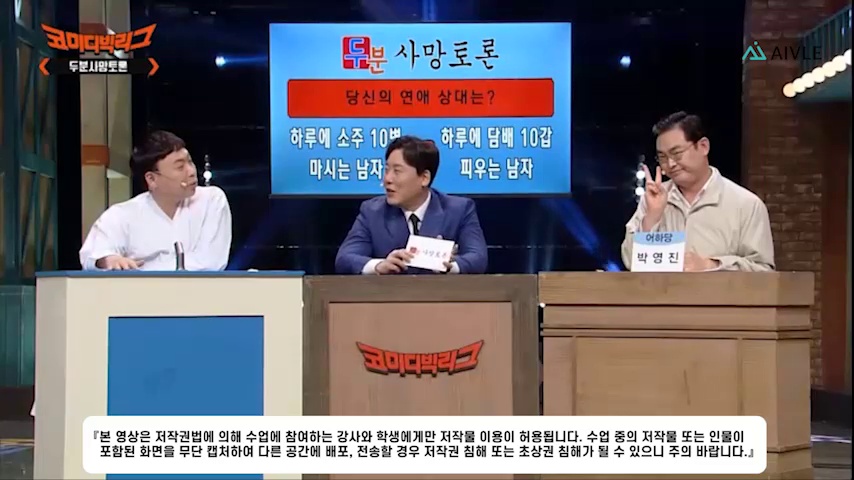 코미디빅리그
두분사망토론
AIVLE
두분 사망토론
당신의 연애 상대는?
하루에 소주 10병
마시는 남자
하루에 담배 10갑
피우는 남자
사망토론
어하당
박영진
코미디빅리그
『본 영상은 저작권법에 의해 수업에 참여하는 강사와 학생에게만 저작물 이용이 허용됩니다. 수업 중의 저작물 또는 인물이
포함된 화면을 무단 캡처하여 다른 공간에 배포, 전송할 경우 저작권 침해 또는 초상권 침해가 될 수 있으니 주의 바랍니다.』